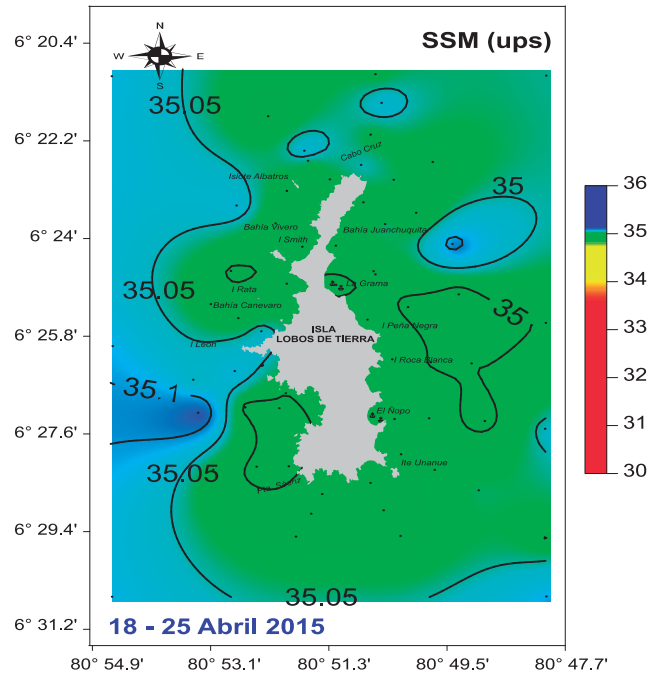 6° 20.4'
N
W
E
S
SSM (ups)
35.05
6° 22.2'
Cabo Cruz
Islote Albatros
35
36
Bahía Vivero
Bahía Juanchuquita
35
6° 24'
I Smith
34
35.05
I Rata
La Grama
Bahía Canevaro
35
33
6° 25.8'
I León
ISLA
LOBOS DE TIERRA
I Peña Negra
32
I Roca Blanca
35.1
El Ñopo
31
6° 27.6'
35.05
Ite Unanue
30
6° 29.4'
35.05
18 - 25 Abril 2015
6° 31.2'
80° 54.9'
80° 53.1'
80° 51.3'
80° 49.5'
80° 47.7'